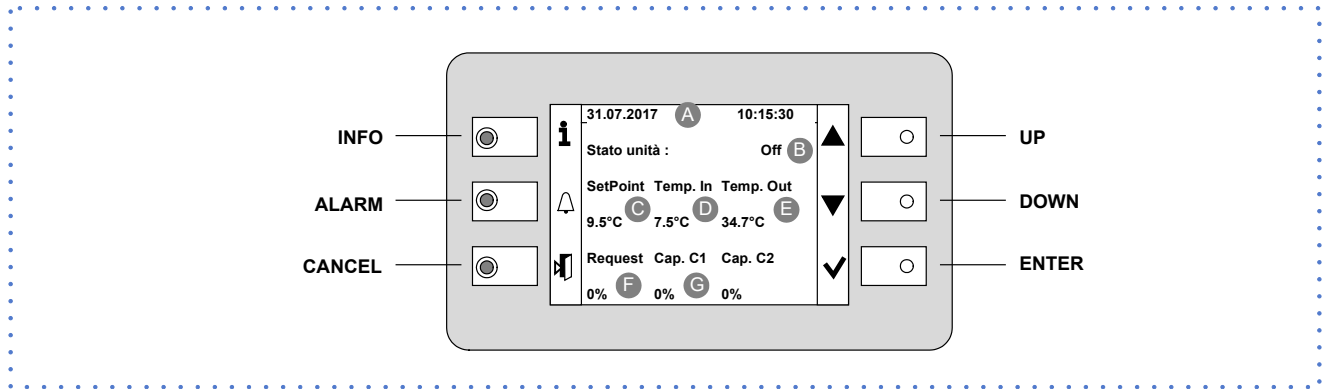 INFO
ALARM
CANCEL
31.07.2017 A 10:15:30
Stato unità : Off B
SetPoint Temp. In Temp. Out
C D E
9.5°C 7.5°C 34.7°C
Request Cap. C1 Cap. C2
F G
0% 0% 0%
UP
DOWN
ENTER